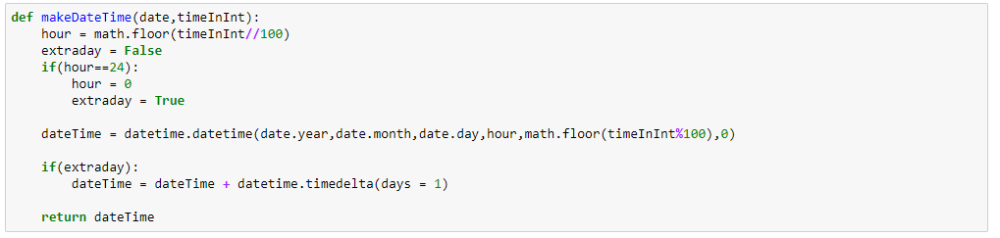 def makeDateTime(date,timeInInt):
    hour = math.floor(timeInInt//100)
    extraday = False
    if(hour==24):
        hour = 0
        extraday = True

    dateTime = datetime.datetime(date.year,date.month,date.day,hour,math.floor(timeInInt%100),0)

    if(extraday):
        dateTime = dateTime + datetime.timedelta(days = 1)

    return dateTime